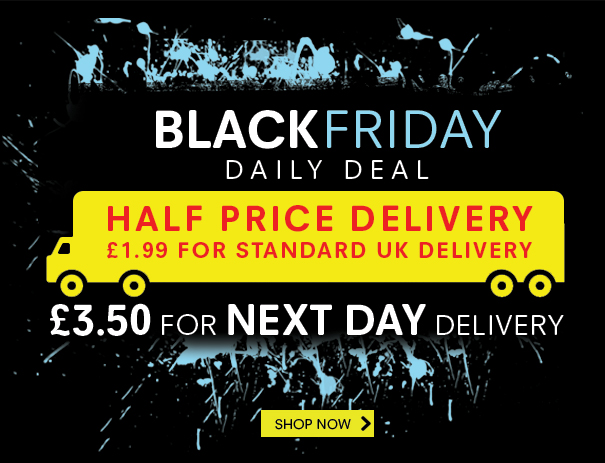 BLACKFRIDAY
DAILY DEAL
HALF PRICE DELIVERY
£1.99 FOR STANDARD UK DELIVERY
£3.50 FOR NEXT DAY DELIVERY
SHOP NOW